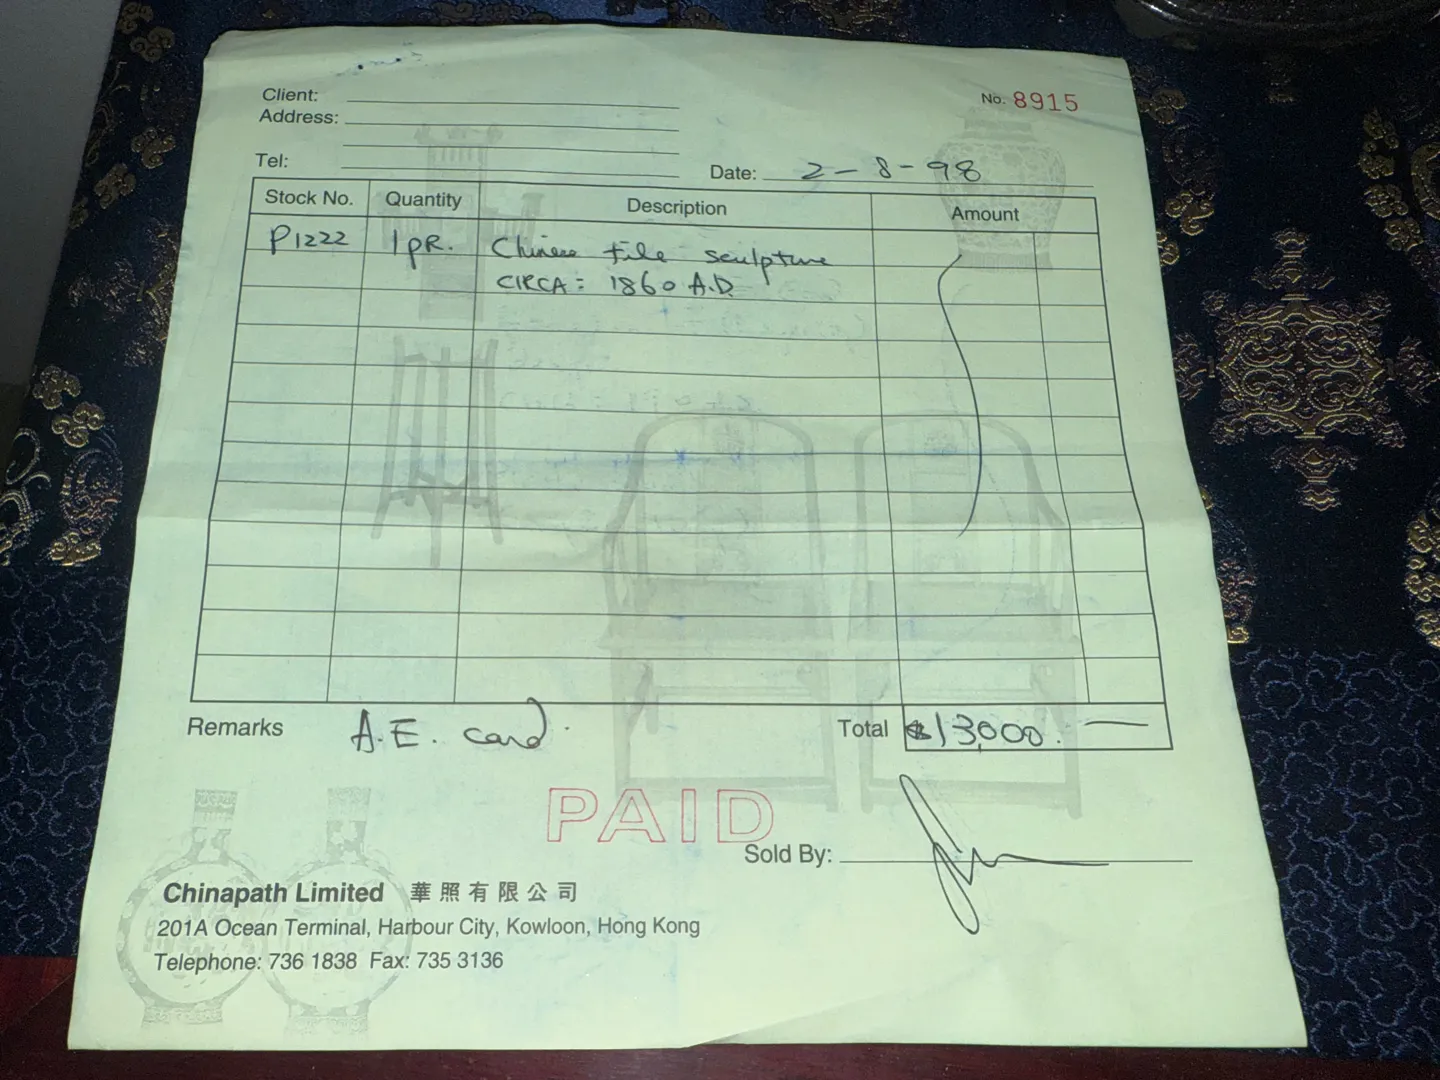 Client:
No. 8915
Address:
Tel:
Date: 2-8-98
Stock No. Quantity Description Amount
P1222 1 PR. Chinese tile sculpture
CIRCA: 1860 A.D.
Remarks A.E. card. Total $13,000.—
PAID
Sold By:
Chinapath Limited 華照有限公司
201A Ocean Terminal, Harbour City, Kowloon, Hong Kong
Telephone: 736 1838 Fax: 735 3136